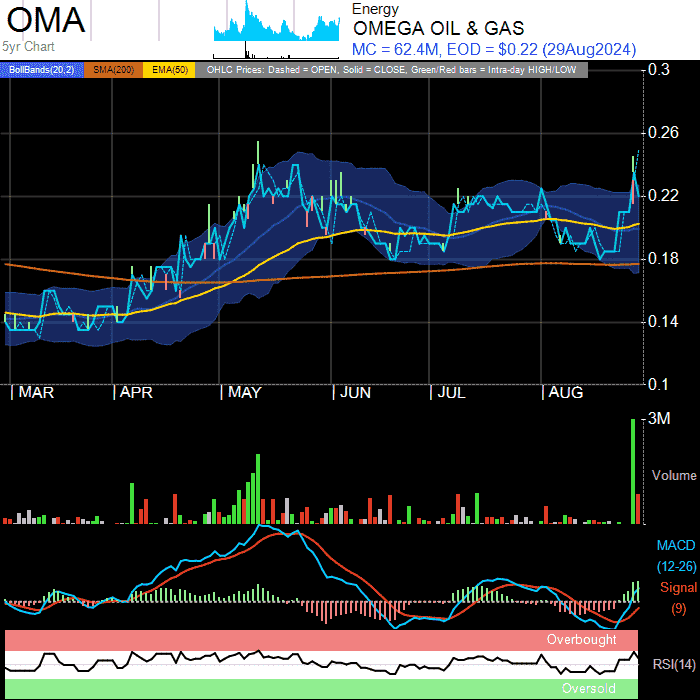 OMA
5yr Chart
Energy
OMEGA OIL & GAS
MC = 62.4M, EOD = $0.22 (29Aug2024)
BollBands(20,2) SMA(200) EMA(50) OHLC Prices: Dashed = OPEN, Solid = CLOSE, Green/Red bars = Intra-day HIGH/LOW
0.3
0.26
0.22
0.18
0.14
0.1
MAR APR MAY JUN JUL AUG
3M
Volume
MACD
(12-26)
Signal
(9)
Overbought
RSI(14)
Oversold